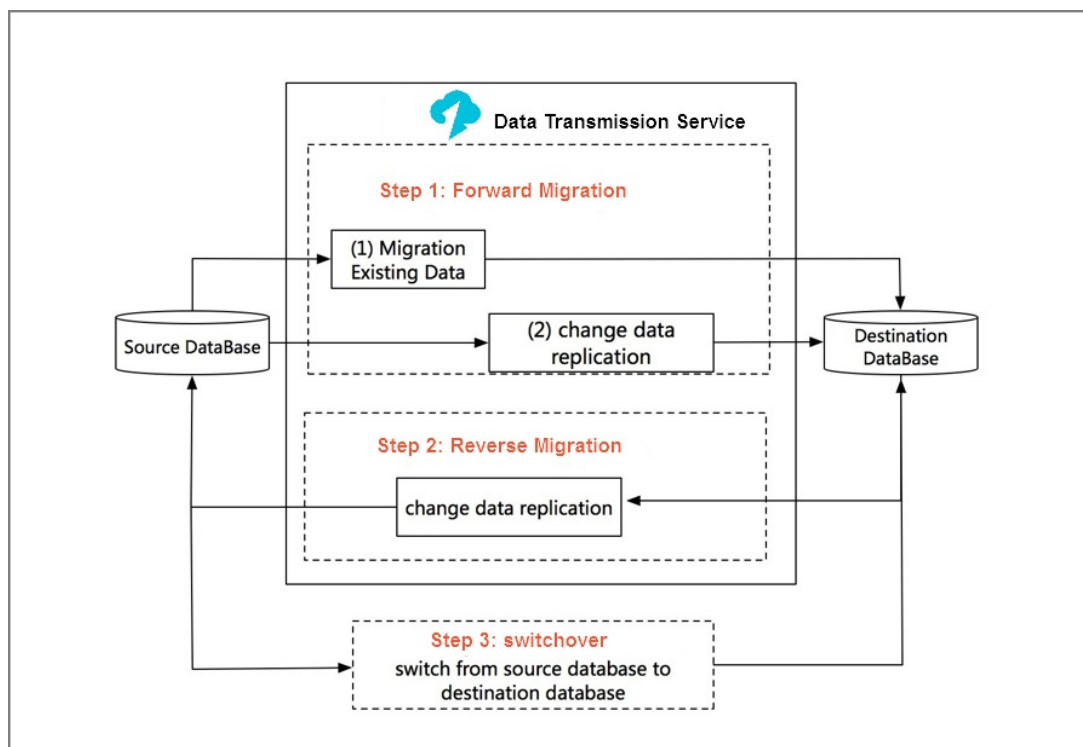 Data Transmission Service
Step 1: Forward Migration
(1) Migration
Existing Data
Source DataBase
(2) change data
replication
Destination
DataBase
Step 2: Reverse Migration
change data replication
Step 3: switchover
switch from source database to
destination database